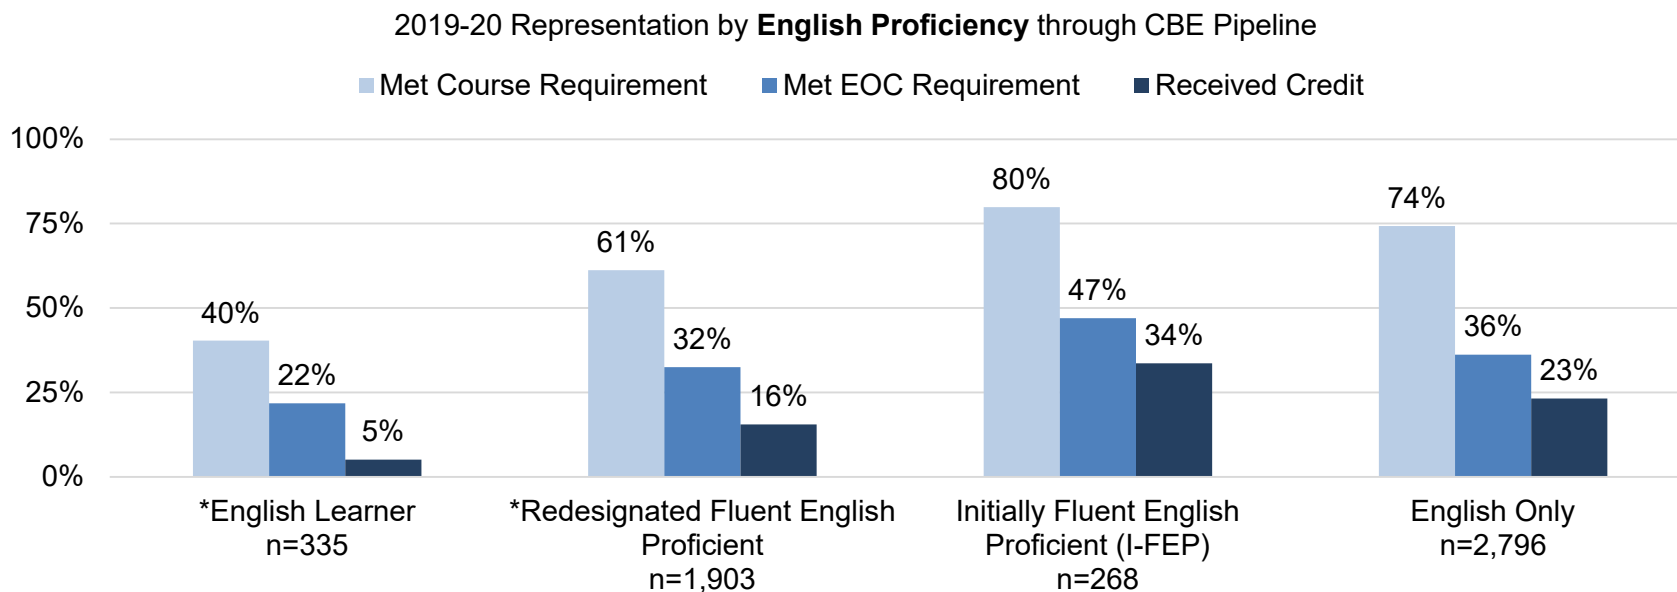 2019-20 Representation by English Proficiency through CBE Pipeline
Met Course Requirement
Met EOC Requirement
Received Credit
100%
75%
50%
25%
0%
40%
22%
5%
61%
32%
16%
80%
47%
34%
74%
36%
23%
*English Learner
n=335
*Redesignated Fluent English
Proficient
n=1,903
Initially Fluent English
Proficient (I-FEP)
n=268
English Only
n=2,796